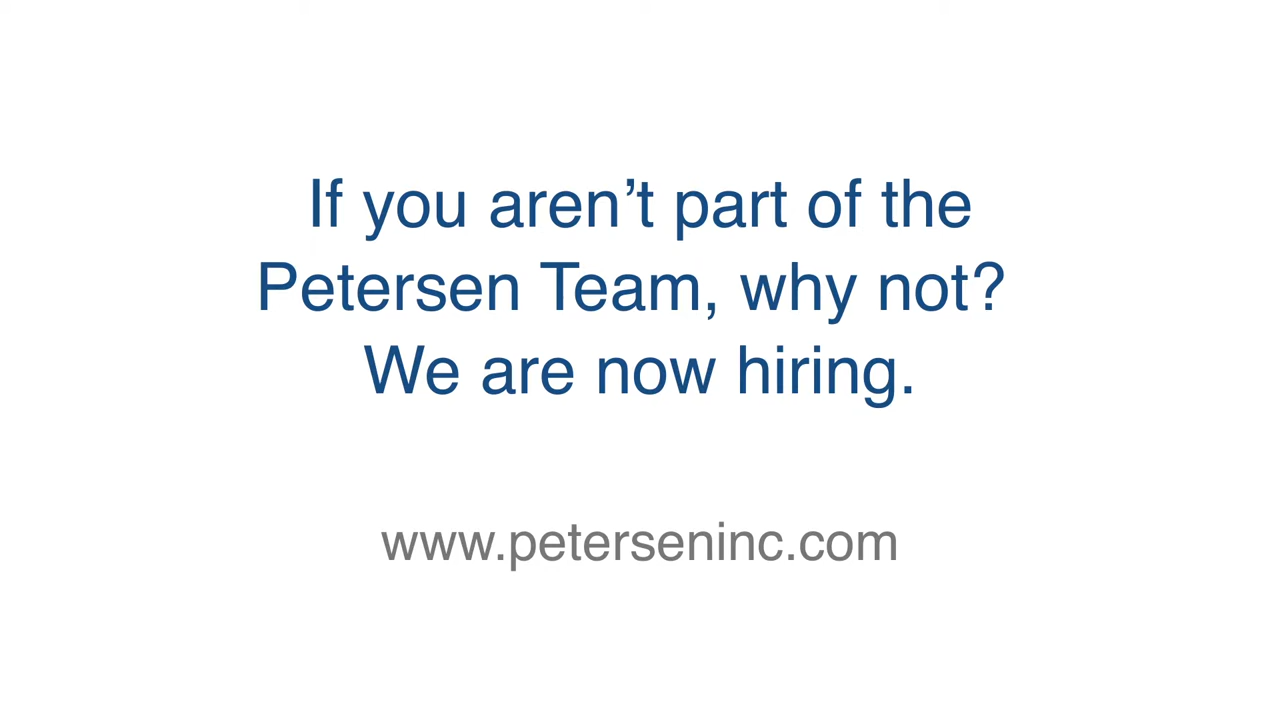 If you aren’t part of the
Petersen Team, why not?
We are now hiring.
www.peterseninc.com